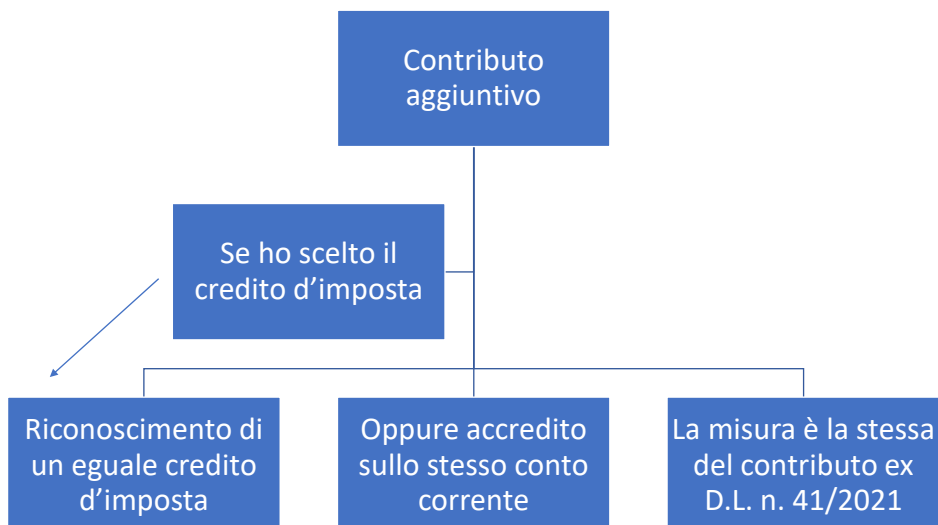 Contributo
aggiuntivo
Se ho scelto il
credito d’imposta
Riconoscimento di
un eguale credito
d’imposta
Oppure accredito
sullo stesso conto
corrente
La misura è la stessa
del contributo ex
D.L. n. 41/2021